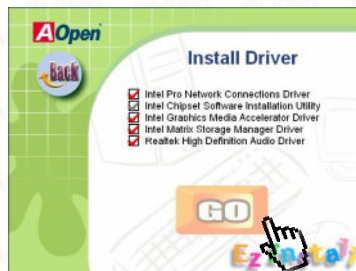 AOpen
Install Driver
Back
Intel Pro Network Connections Driver
Intel Chipset Software Installation Utility
Intel Graphics Media Accelerator Driver
Intel Matrix Storage Manager Driver
Realtek High Definition Audio Driver
GO